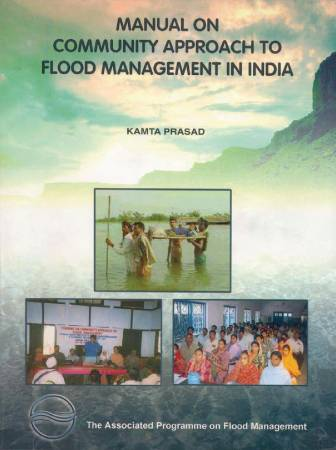 MANUAL ON
COMMUNITY APPROACH TO
FLOOD MANAGEMENT IN INDIA
KAMTA PRASAD
The Associated Programme on Flood Management